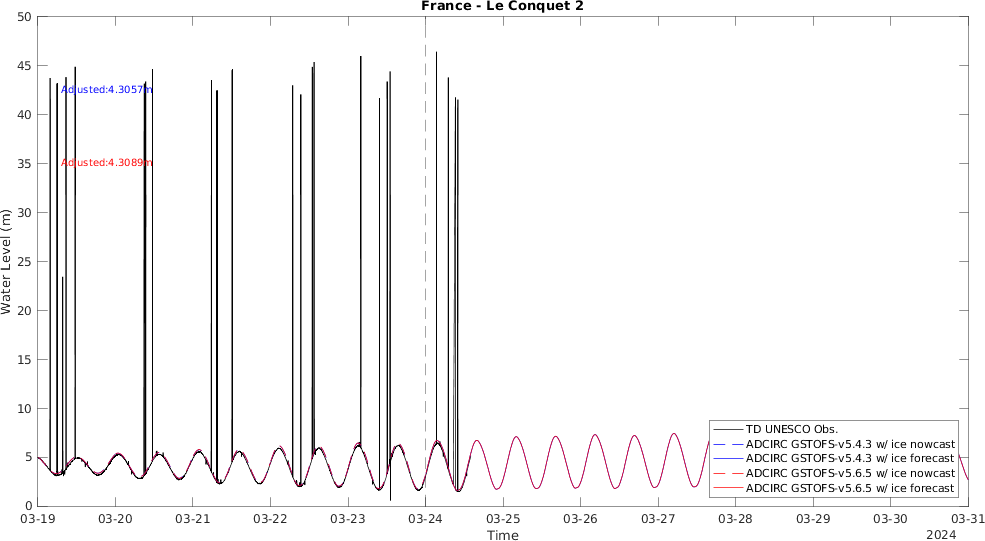 France - Le Conquet 2
50
45
40
35
30
25
20
15
10
5
0
Water Level (m)
Adjusted:4.3057m
Adjusted:4.3089m
TD UNESCO Obs.
ADCIRC GSTOFS-v5.4.3 w/ ice nowcast
ADCIRC GSTOFS-v5.4.3 w/ ice forecast
ADCIRC GSTOFS-v5.6.5 w/ ice nowcast
ADCIRC GSTOFS-v5.6.5 w/ ice forecast
03-19 03-20 03-21 03-22 03-23 03-24 03-25 03-26 03-27 03-28 03-29 03-30 03-31
Time
2024